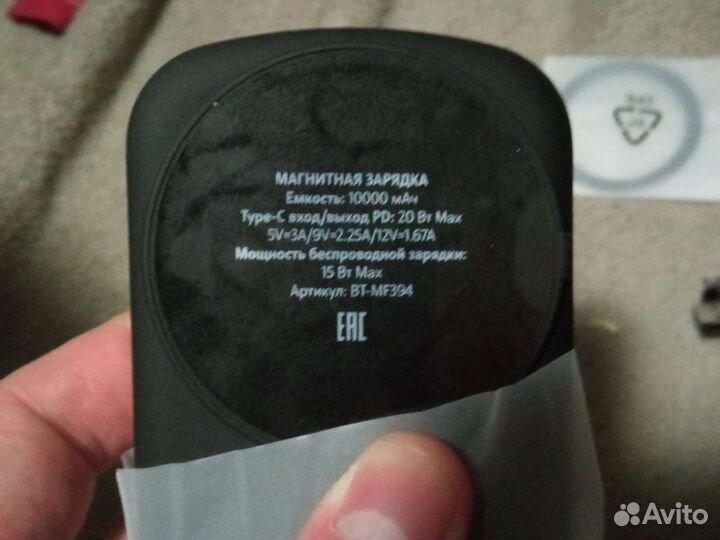 МАГНИТНАЯ ЗАРЯДКА
Емкость: 10000 мАч
Type-C вход/выход PD: 20 Вт Max
5V=3A/9V=2.25A/12V=1.67A
Мощность беспроводной зарядки:
15 Вт Max
Артикул: BT-MF394
EAC
Avito